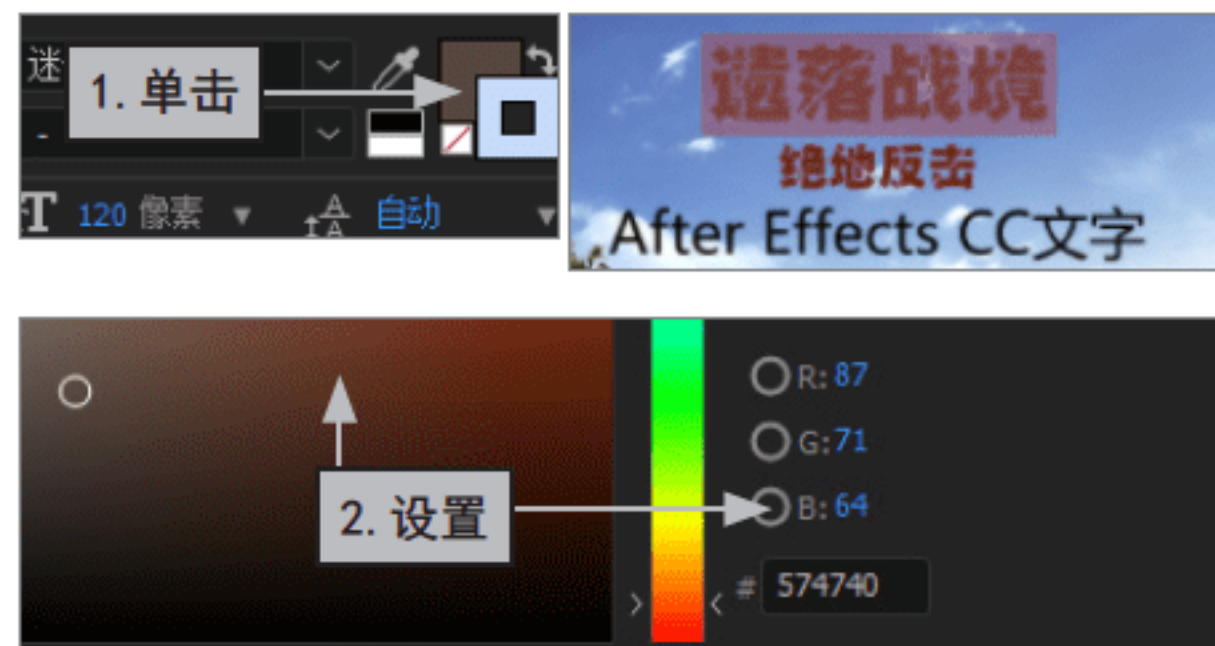 迷
1. 单击
-
T 120 像素 自动
遗落战境
绝地反击
After Effects CC文字
R: 87
G: 71
2. 设置
B: 64
# 574740